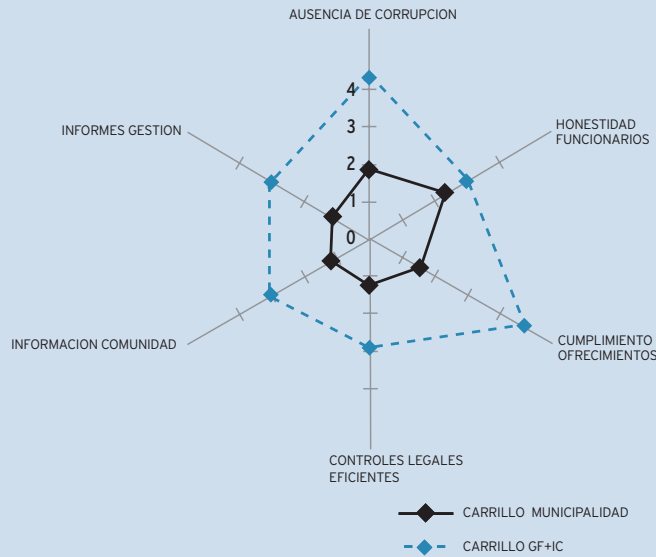 AUSENCIA DE CORRUPCION
4
3
2
1
0
INFORMES GESTION
HONESTIDAD
FUNCIONARIOS
INFORMACION COMUNIDAD
CUMPLIMIENTO
OFRECIMIENTOS
CONTROLES LEGALES
EFICIENTES
CARRILLO MUNICIPALIDAD
CARRILLO GF+IC